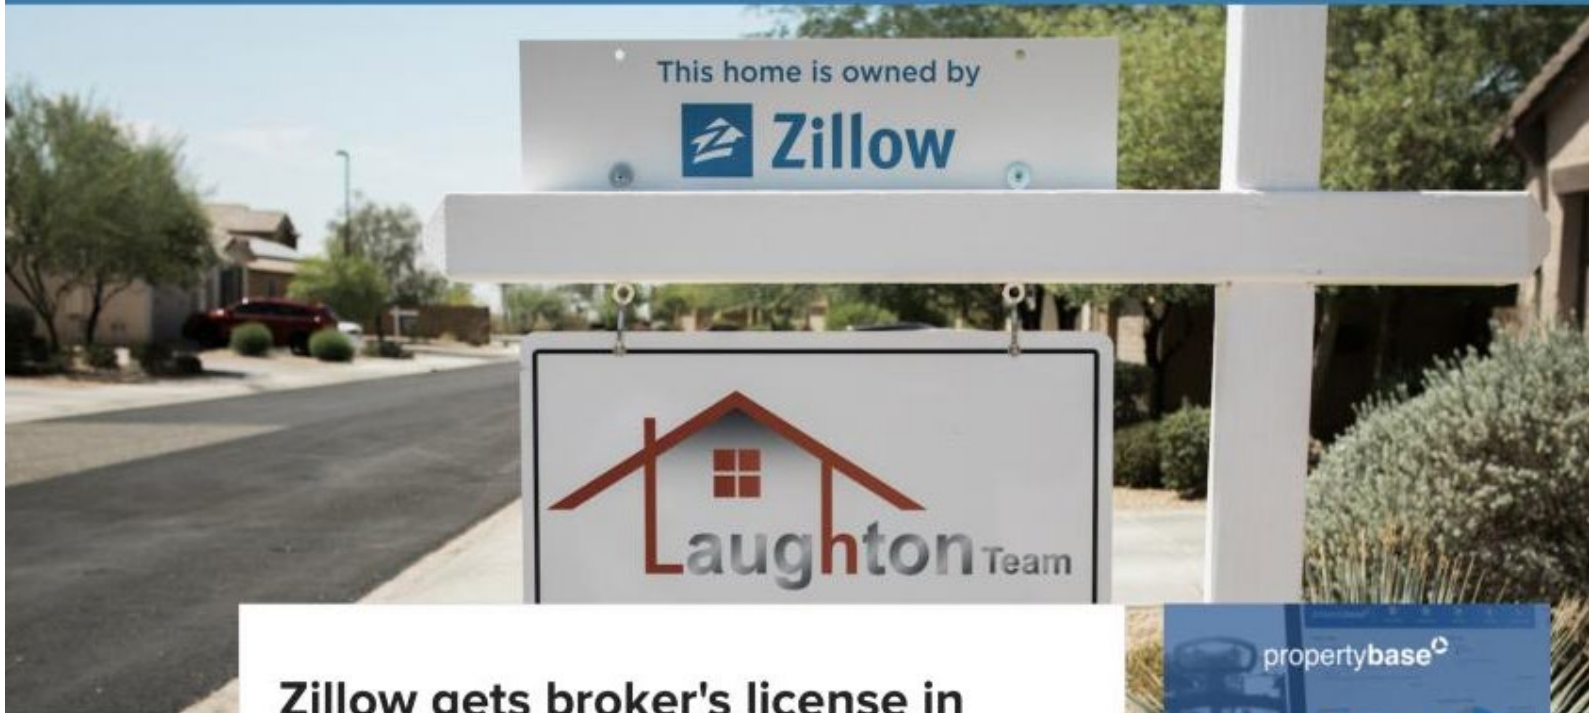 This home is owned by
Zillow
Laughton Team
Zillow gets broker's license in
propertybase